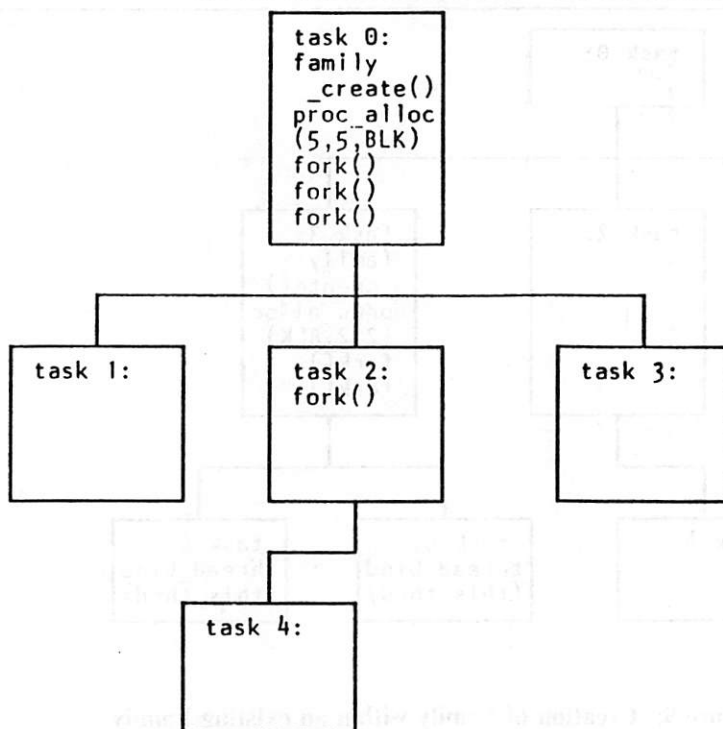 task 0:
family
_create()
proc_alloc
(5,5,BLK)
fork()
fork()
fork()
task 1:
task 2:
fork()
task 3:
task 4: